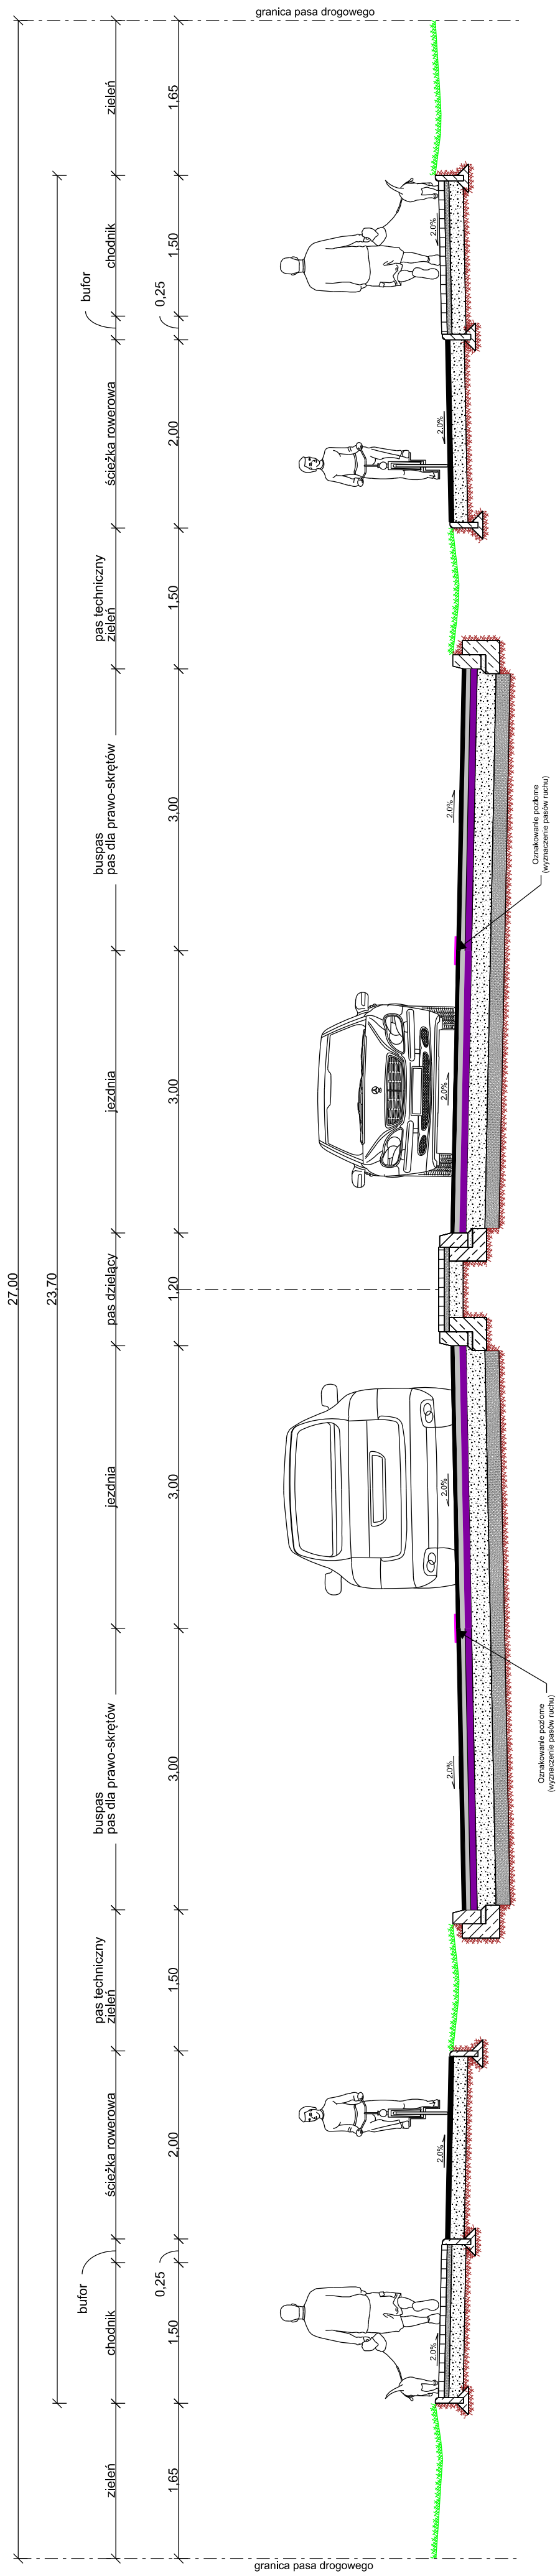 granica pasa drogowego
zieleń
1.65
chodnik
1.50
2.0%
bufor
0,25
ścieżka rowerowa
2.00
2.0%
pas techniczny
zieleń
1.50
buspas
pas dla prawo-skrętów
3.00
2.0%
Oznakowanie poziome
(wyznaczenie pasów ruchu)
jezdnia
3.00
2.0%
27.00
23.70
pas dzielący
1.20
jezdnia
3.00
2.0%
buspas
pas dla prawo-skrętów
3.00
2.0%
Oznakowanie poziome
(wyznaczenie pasów ruchu)
pas techniczny
zieleń
1.50
ścieżka rowerowa
2.00
2.0%
bufor
0,25
chodnik
1.50
2.0%
zieleń
1.65
granica pasa drogowego